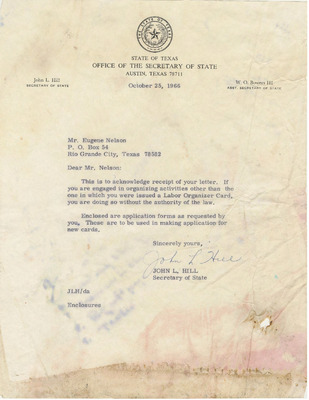 STATE OF TEXAS
OFFICE OF THE SECRETARY OF STATE
AUSTIN, TEXAS 78711
John L. Hill
SECRETARY OF STATE
October 25, 1966
ASST. SECRETARY OF STATE
Mr. Eugene Nelson
P. O. Box 54
Rio Grande City, Texas 78582
Dear Mr. Nelson:
This is to acknowledge receipt of your letter. If
you are engaged in organizing activities other than the
one in which you were issued a Labor Organizer Card,
you are doing so without the authority of the law.
Enclosed are application forms as requested by
you. These are to be used in making application for
new cards.
Sincerely yours,
John L Hill
JOHN L. HILL
Secretary of State
JLH/da
Enclosures